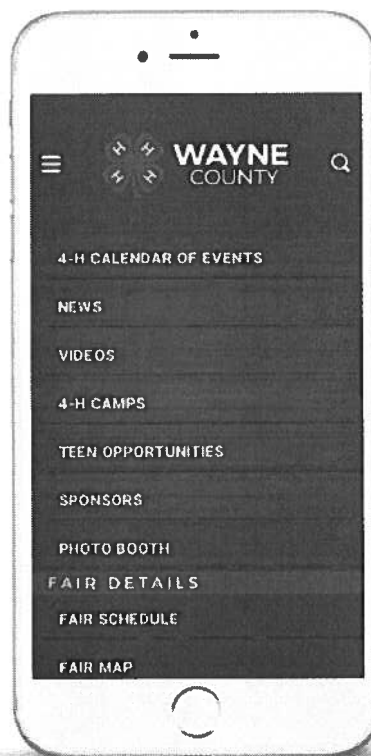 H H
WAYNE
COUNTY
H H
4-H CALENDAR OF EVENTS
NEWS
VIDEOS
4-H CAMPS
TEEN OPPORTUNITIES
SPONSORS
PHOTO BOOTH
FAIR DETAILS
FAIR SCHEDULE
FAIR MAP